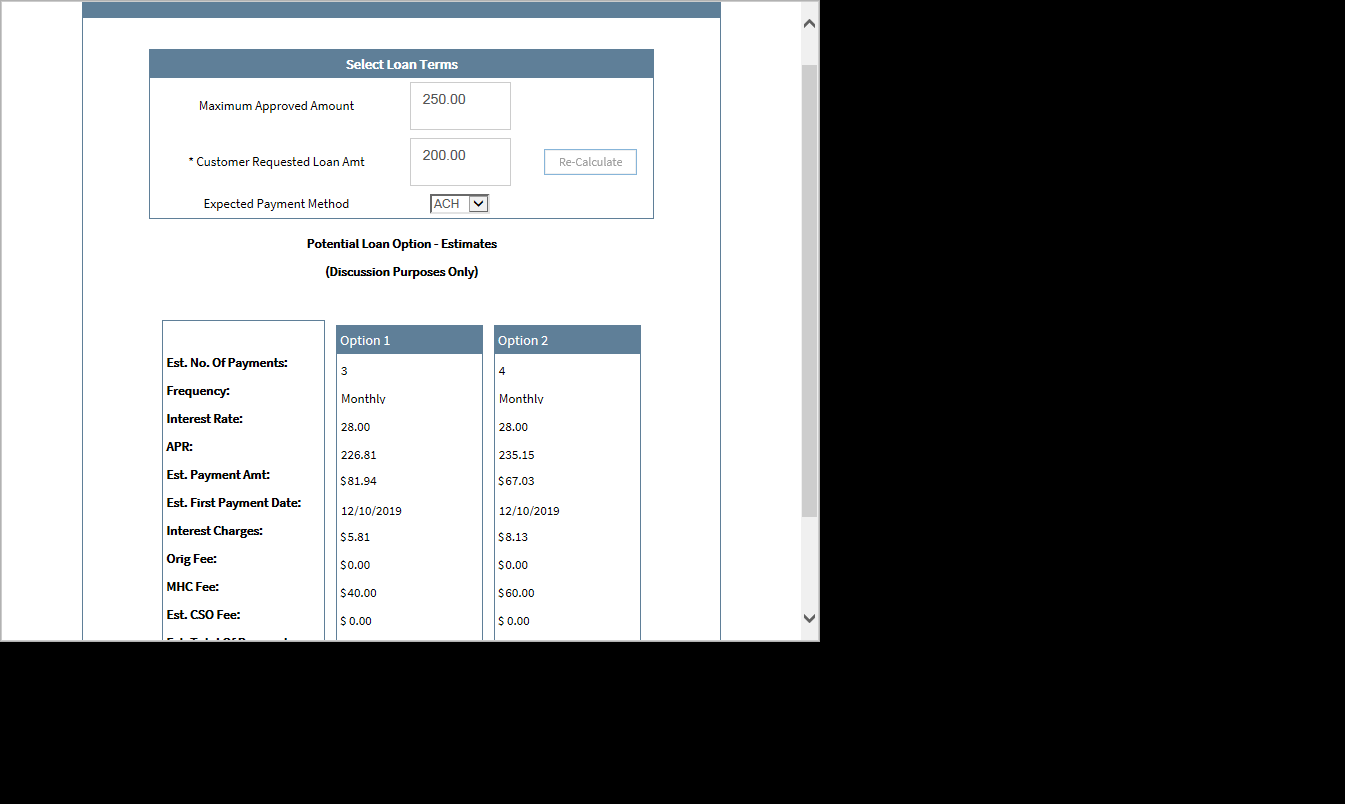 Select Loan Terms
Maximum Approved Amount 250.00
* Customer Requested Loan Amt 200.00 Re-Calculate
Expected Payment Method ACH
Potential Loan Option - Estimates
(Discussion Purposes Only)
Option 1 Option 2
Est. No. Of Payments: 3 4
Frequency: Monthly Monthly
Interest Rate: 28.00 28.00
APR: 226.81 235.15
Est. Payment Amt: $81.94 $67.03
Est. First Payment Date: 12/10/2019 12/10/2019
Interest Charges: $5.81 $8.13
Orig Fee: $0.00 $0.00
MHC Fee: $40.00 $60.00
Est. CSO Fee: $ 0.00 $ 0.00